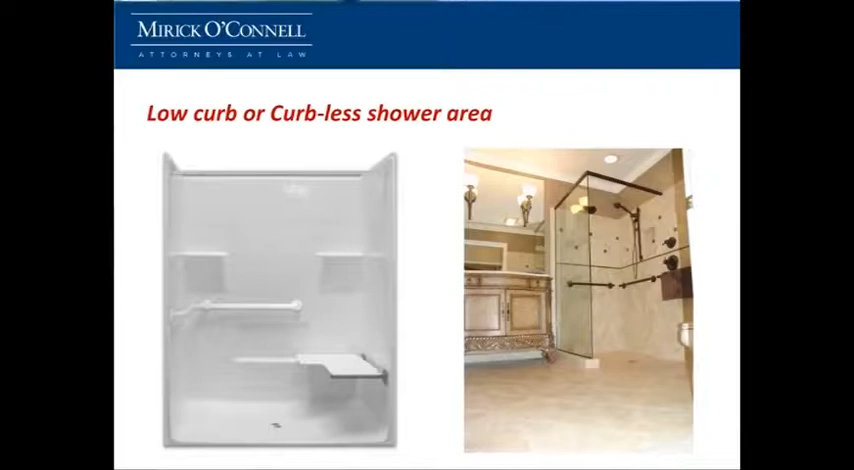 MIRICK O'CONNELL
ATTORNEYS AT LAW
Low curb or Curb-less shower area